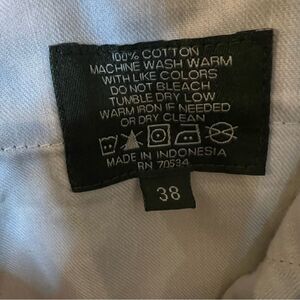 100% COTTON
MACHINE WASH WARM
WITH LIKE COLORS
DO NOT BLEACH
TUMBLE DRY LOW
WARM IRON IF NEEDED
OR DRY CLEAN
MADE IN INDONESIA
RN 70534
38